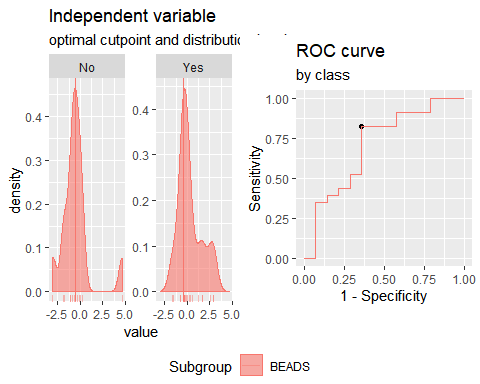 Independent variable
optimal cutpoint and distributic
No
Yes
density
0.4
0.3
0.2
0.1
0.0
0.4
0.3
0.2
0.1
0.0
-2.5 0.0 2.5 5.0
-2.5 0.0 2.5 5.0
value
ROC curve
by class
Sensitivity
1.00
0.75
0.50
0.25
0.00
0.00 0.25 0.50 0.75 1.00
1 - Specificity
Subgroup BEADS